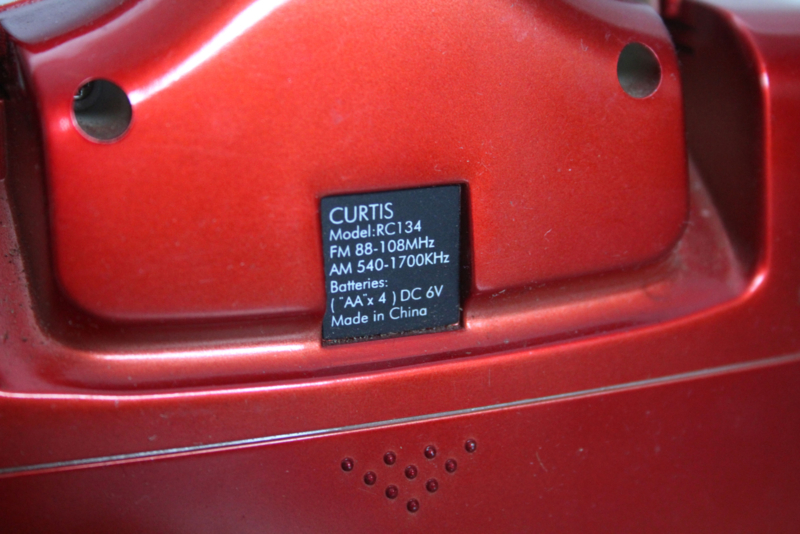 CURTIS
Model:RC134
FM 88-108MHz
AM 540-1700KHz
Batteries:
( "AA"x 4 ) DC 6V
Made in China